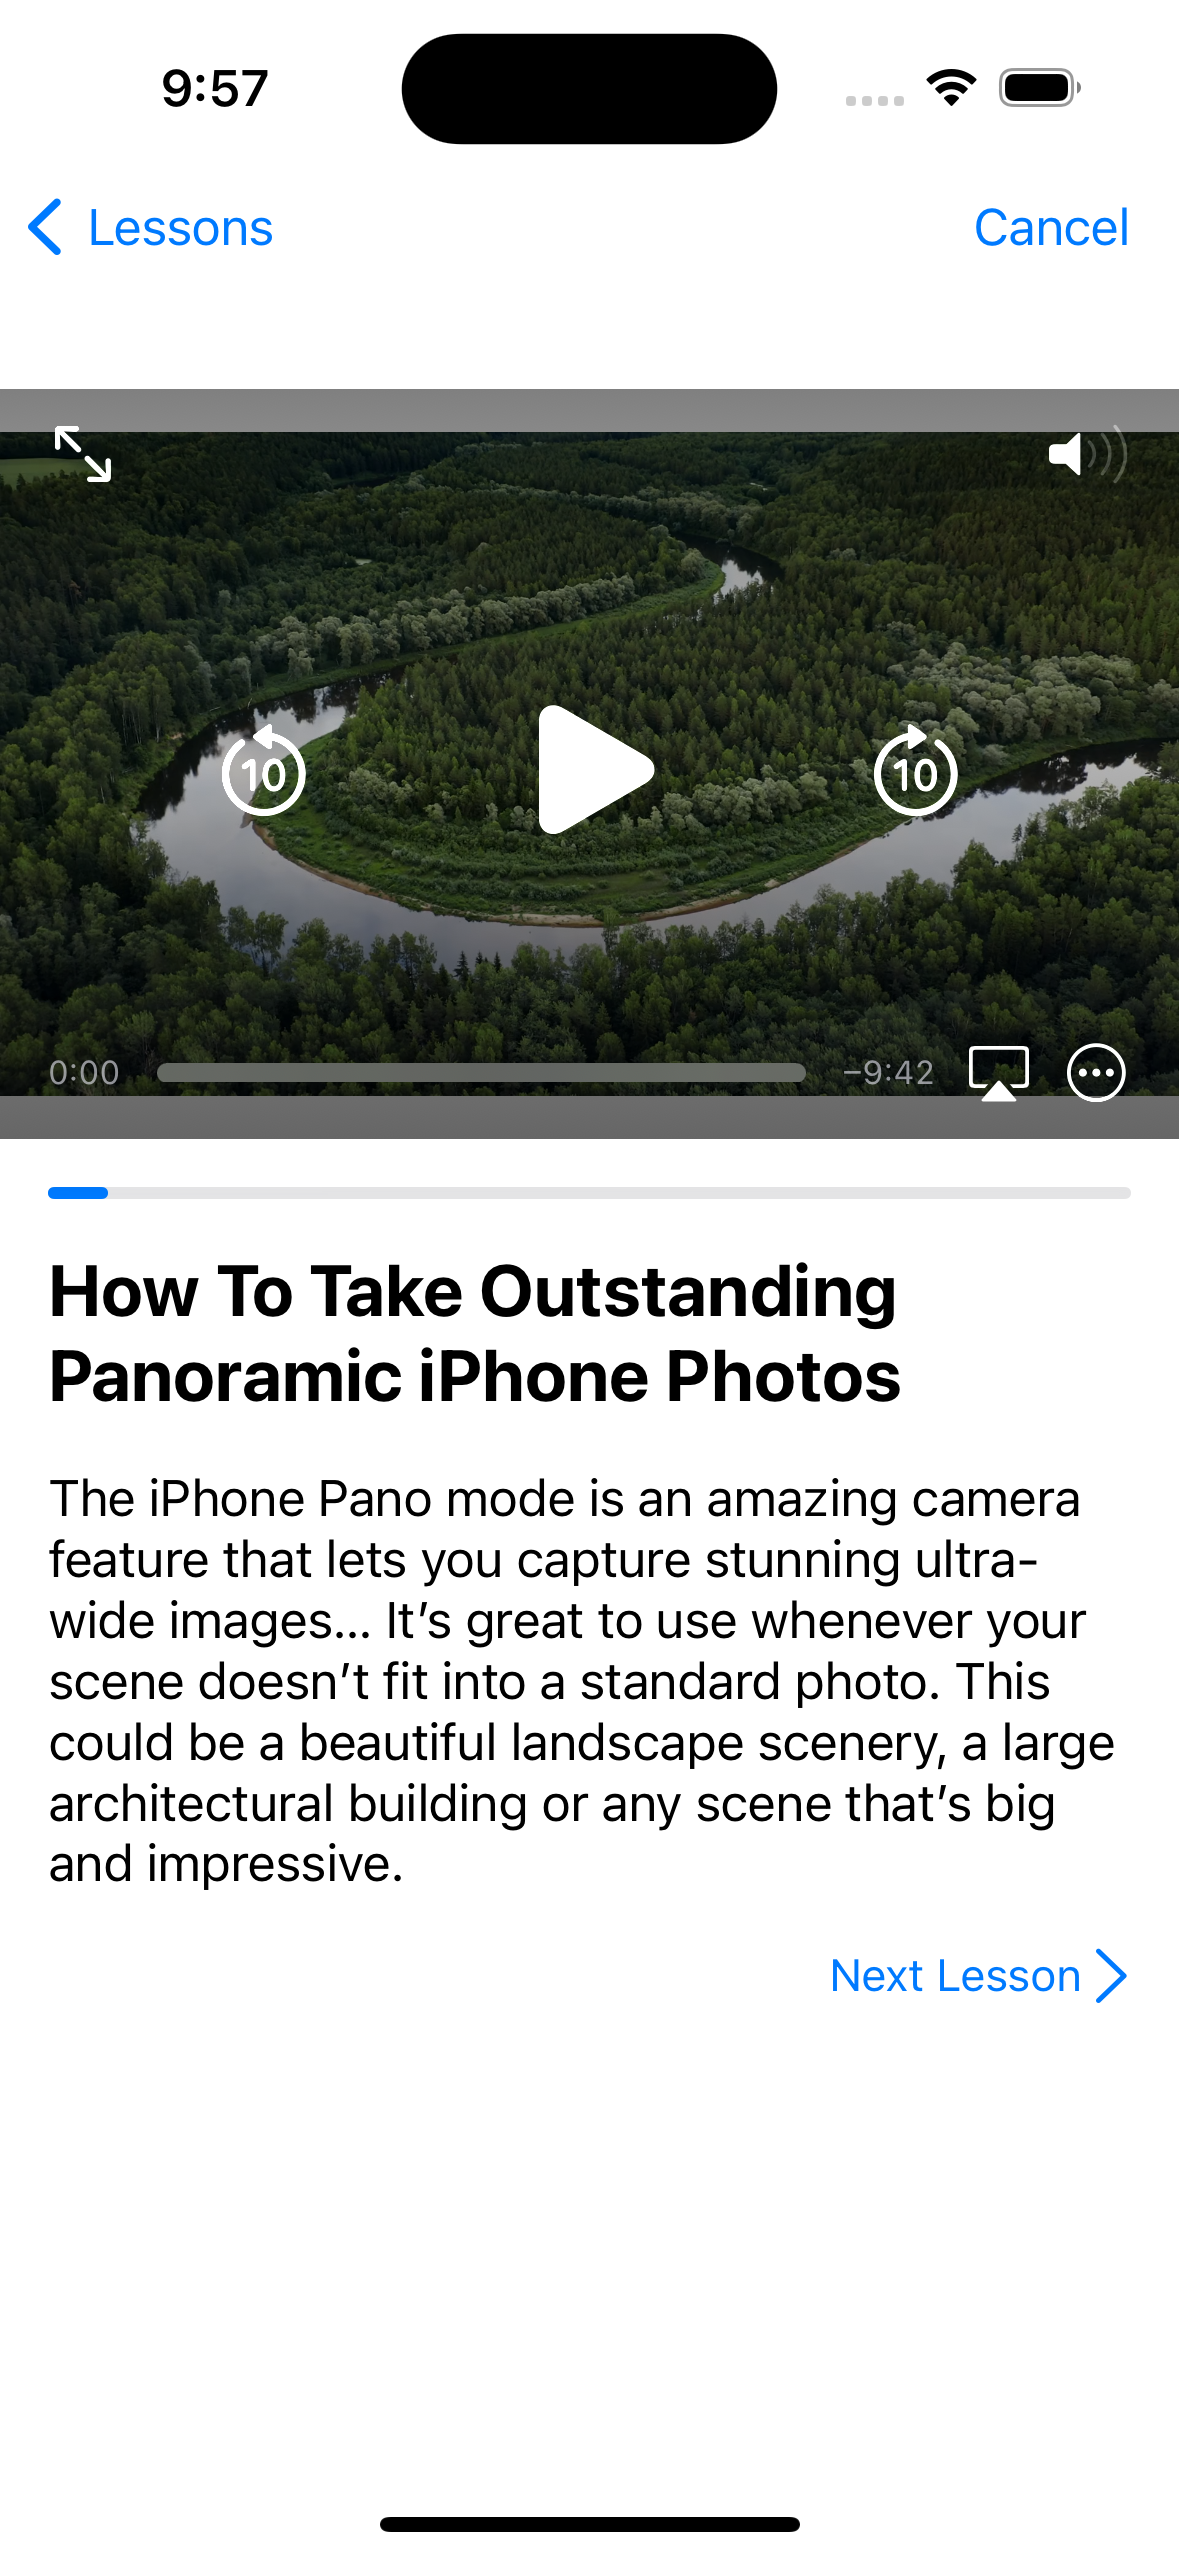 9:57
Lessons
Cancel
10
10
0:00
−9:42
How To Take Outstanding
Panoramic iPhone Photos
The iPhone Pano mode is an amazing camera
feature that lets you capture stunning ultra-
wide images... It’s great to use whenever your
scene doesn’t fit into a standard photo. This
could be a beautiful landscape scenery, a large
architectural building or any scene that’s big
and impressive.
Next Lesson